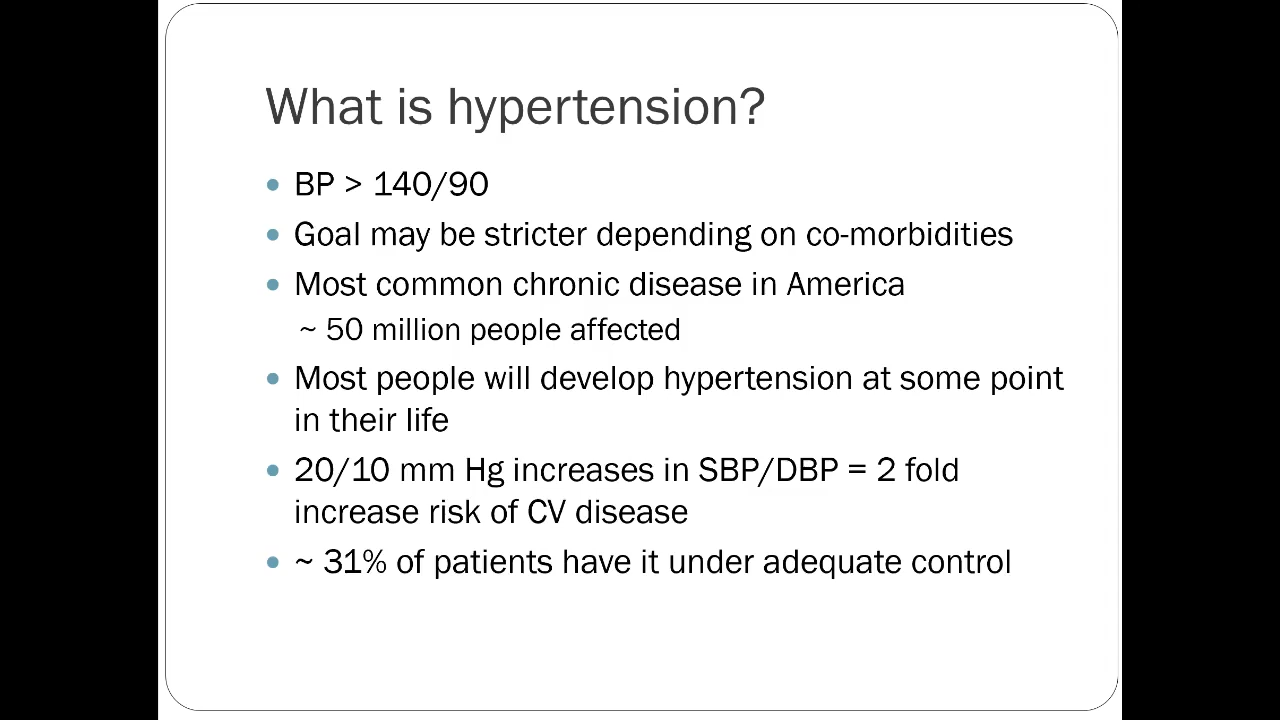 What is hypertension?
• BP > 140/90
• Goal may be stricter depending on co-morbidities
• Most common chronic disease in America
~ 50 million people affected
• Most people will develop hypertension at some point
in their life
• 20/10 mm Hg increases in SBP/DBP = 2 fold
increase risk of CV disease
• ~ 31% of patients have it under adequate control